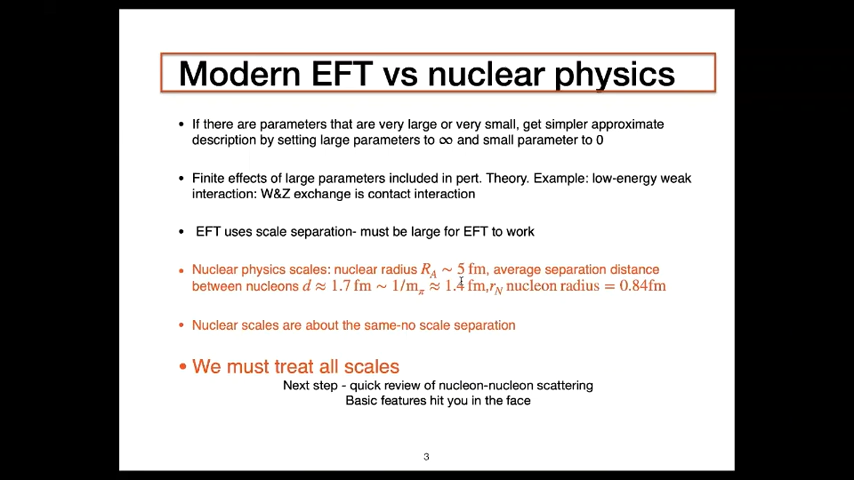 Modern EFT vs nuclear physics
• If there are parameters that are very large or very small, get simpler approximate
description by setting large parameters to ∞ and small parameter to 0
• Finite effects of large parameters included in pert. Theory. Example: low-energy weak
interaction: W&Z exchange is contact interaction
• EFT uses scale separation- must be large for EFT to work
• Nuclear physics scales: nuclear radius R_A ∼ 5 fm, average separation distance
between nucleons d ≈ 1.7 fm ∼ 1/m_π ≈ 1.4 fm,r_N nucleon radius = 0.84fm
• Nuclear scales are about the same-no scale separation
• We must treat all scales
Next step - quick review of nucleon-nucleon scattering
Basic features hit you in the face
3